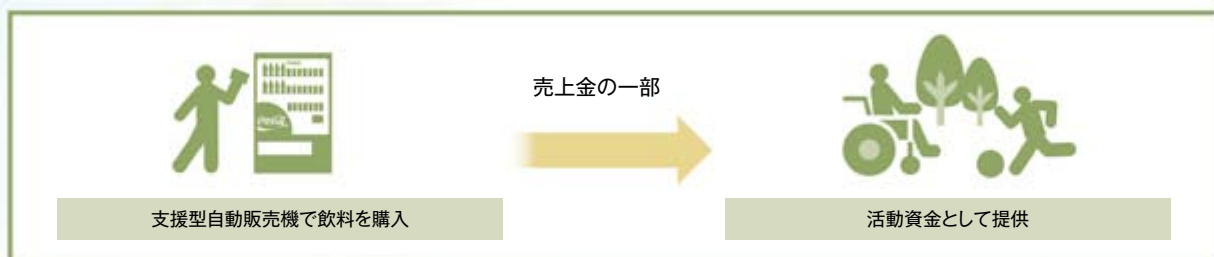 売上金の一部
支援型自動販売機で飲料を購入
活動資金として提供